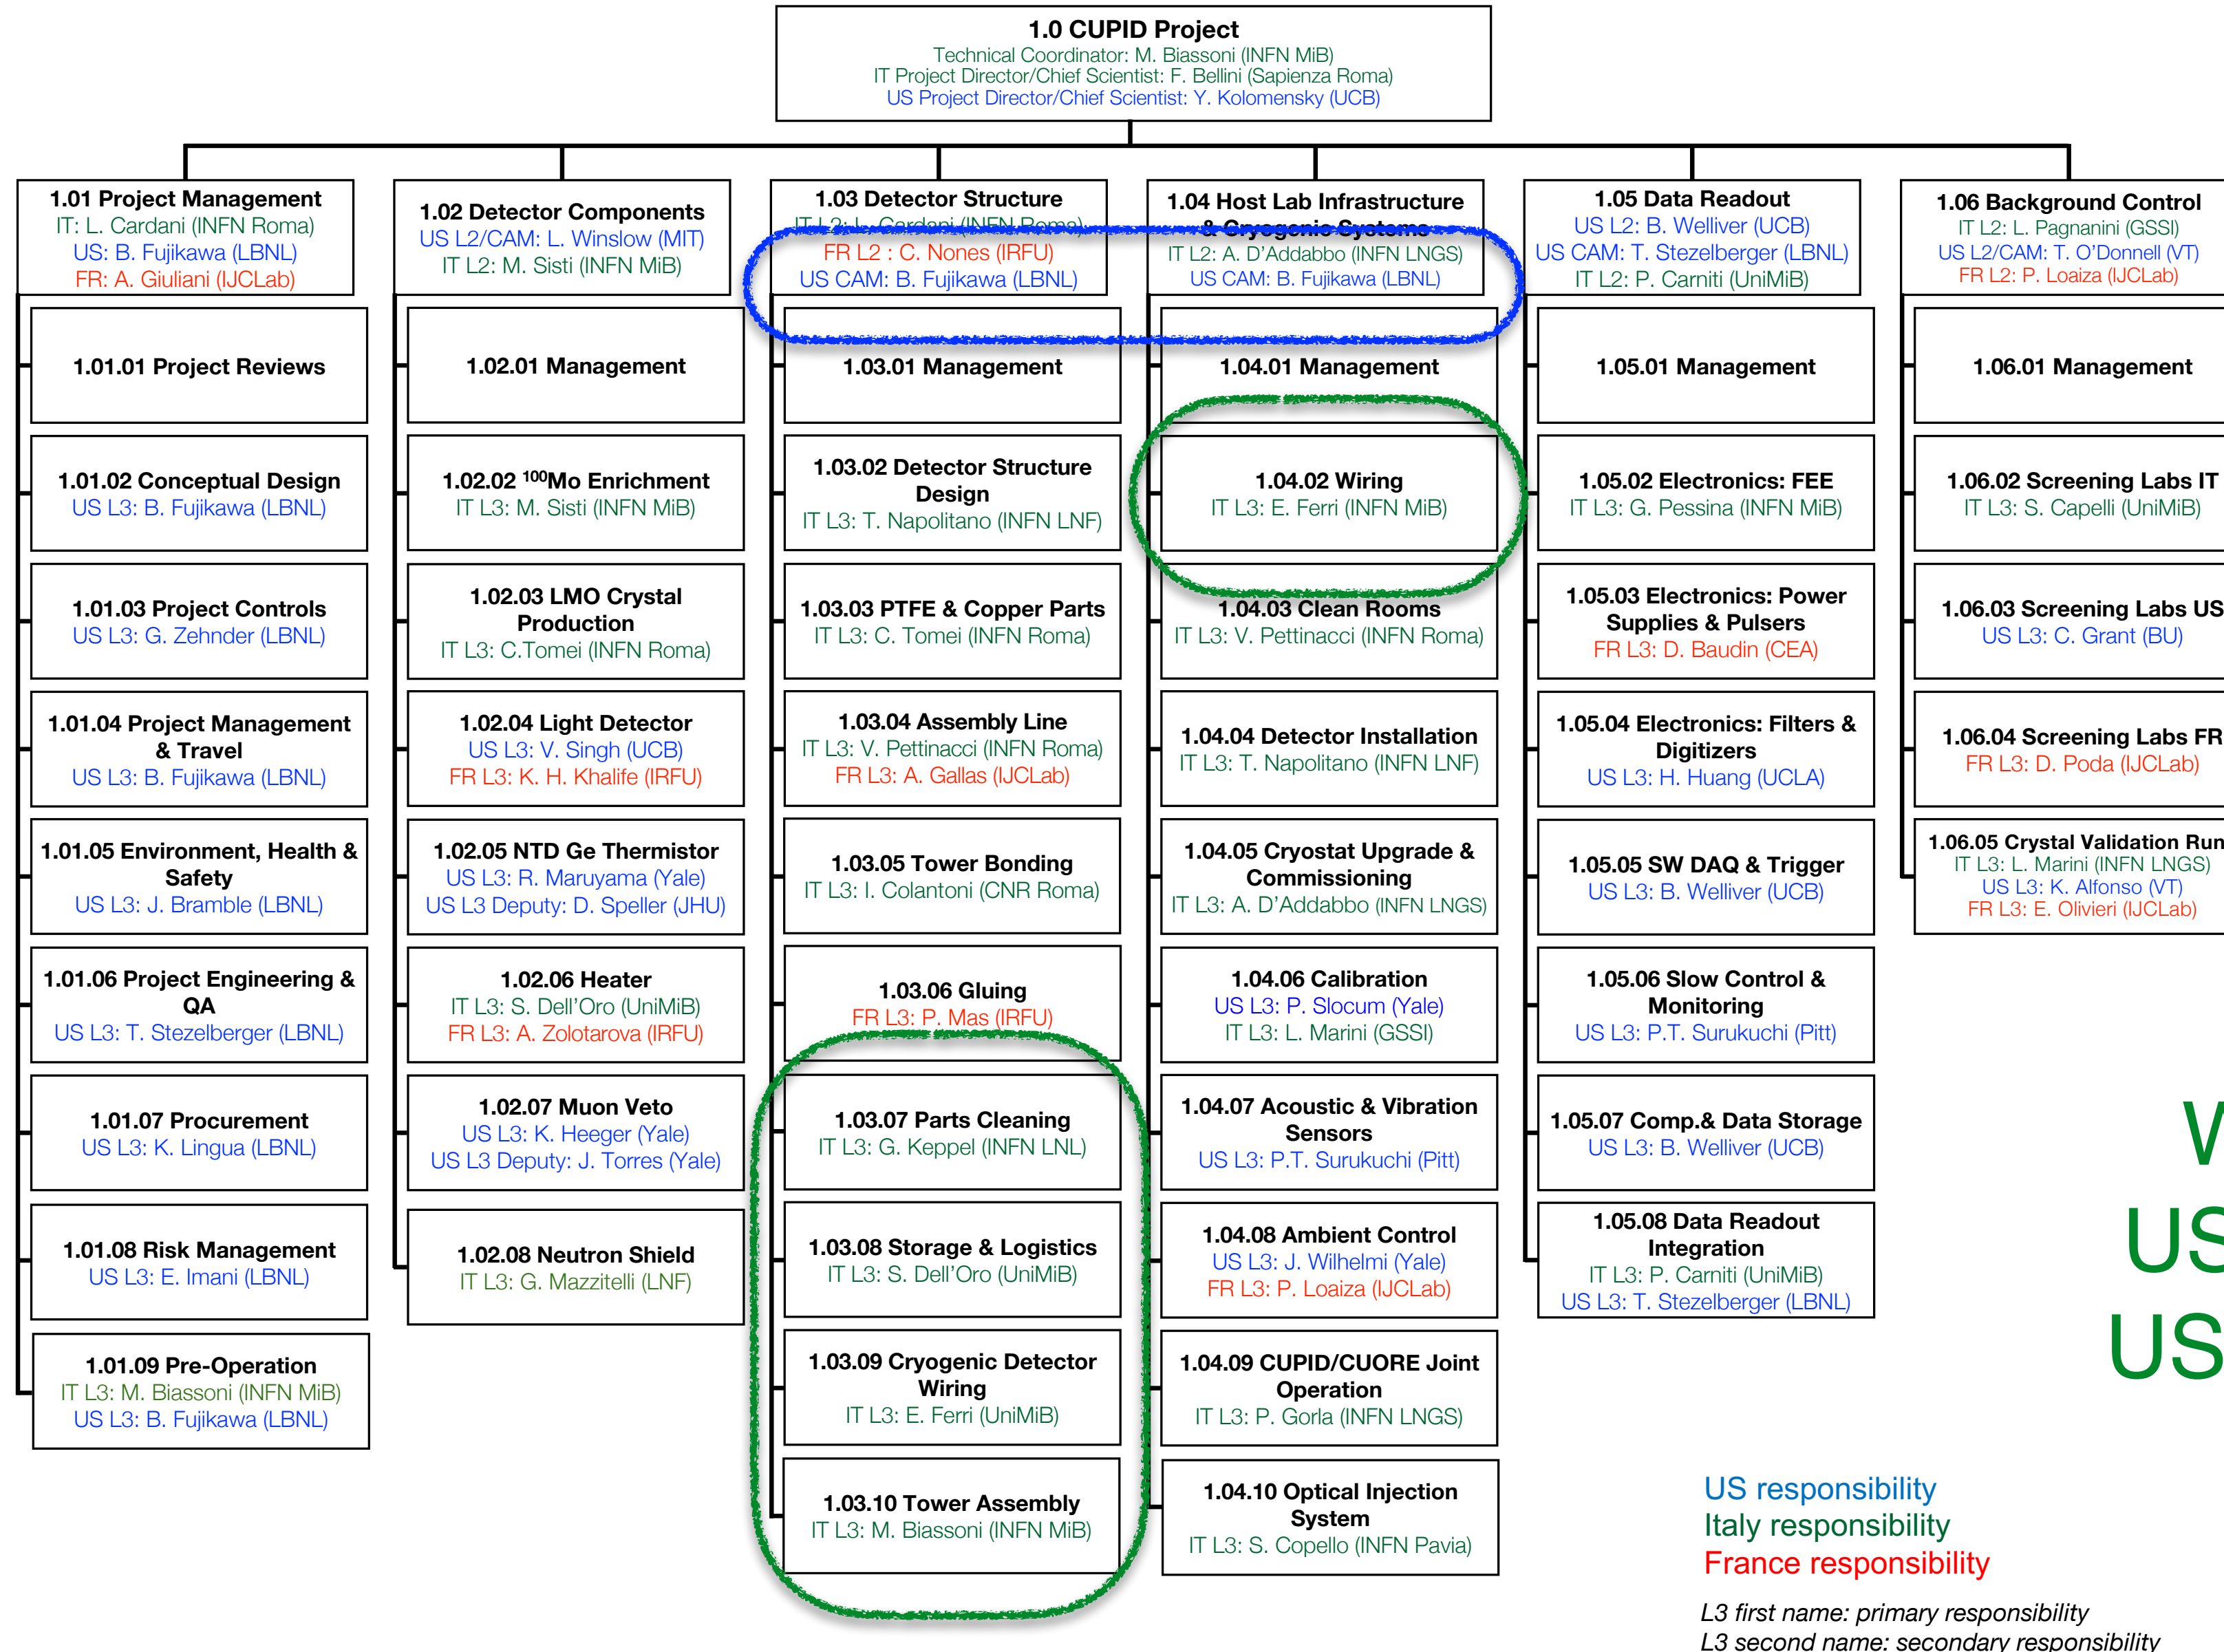 1.0 CUPID Project
Technical Coordinator: M. Biassoni (INFN MiB)
IT Project Director/Chief Scientist: F. Bellini (Sapienza Roma)
US Project Director/Chief Scientist: Y. Kolomensky (UCB)
1.01 Project Management
IT: L. Cardani (INFN Roma)
US: B. Fujikawa (LBNL)
FR: A. Giuliani (IJCLab)
1.01.01 Project Reviews
1.01.02 Conceptual Design
US L3: B. Fujikawa (LBNL)
1.01.03 Project Controls
US L3: G. Zehnder (LBNL)
1.01.04 Project Management
& Travel
US L3: B. Fujikawa (LBNL)
1.01.05 Environment, Health &
Safety
US L3: J. Bramble (LBNL)
1.01.06 Project Engineering &
QA
US L3: T. Stezelberger (LBNL)
1.01.07 Procurement
US L3: K. Lingua (LBNL)
1.01.08 Risk Management
US L3: E. Imani (LBNL)
1.01.09 Pre-Operation
IT L3: M. Biassoni (INFN MiB)
US L3: B. Fujikawa (LBNL)
1.02 Detector Components
US L2/CAM: L. Winslow (MIT)
IT L2: M. Sisti (INFN MiB)
1.02.01 Management
1.02.02 ¹⁰⁰Mo Enrichment
IT L3: M. Sisti (INFN MiB)
1.02.03 LMO Crystal
Production
IT L3: C.Tomei (INFN Roma)
1.02.04 Light Detector
US L3: V. Singh (UCB)
FR L3: K. H. Khalife (IRFU)
1.02.05 NTD Ge Thermistor
US L3: R. Maruyama (Yale)
US L3 Deputy: D. Speller (JHU)
1.02.06 Heater
IT L3: S. Dell’Oro (UniMiB)
FR L3: A. Zolotarova (IRFU)
1.02.07 Muon Veto
US L3: K. Heeger (Yale)
US L3 Deputy: J. Torres (Yale)
1.02.08 Neutron Shield
IT L3: G. Mazzitelli (LNF)
1.03 Detector Structure
IT L2: L. Cardani (INFN Roma)
FR L2 : C. Nones (IRFU)
US CAM: B. Fujikawa (LBNL)
1.03.01 Management
1.03.02 Detector Structure
Design
IT L3: T. Napolitano (INFN LNF)
1.03.03 PTFE & Copper Parts
IT L3: C. Tomei (INFN Roma)
1.03.04 Assembly Line
IT L3: V. Pettinacci (INFN Roma)
FR L3: A. Gallas (IJCLab)
1.03.05 Tower Bonding
IT L3: I. Colantoni (CNR Roma)
1.03.06 Gluing
FR L3: P. Mas (IRFU)
1.03.07 Parts Cleaning
IT L3: G. Keppel (INFN LNL)
1.03.08 Storage & Logistics
IT L3: S. Dell’Oro (UniMiB)
1.03.09 Cryogenic Detector
Wiring
IT L3: E. Ferri (UniMiB)
1.03.10 Tower Assembly
IT L3: M. Biassoni (INFN MiB)
1.04 Host Lab Infrastructure
& Cryogenic Systems
IT L2: A. D’Addabbo (INFN LNGS)
US CAM: B. Fujikawa (LBNL)
1.04.01 Management
1.04.02 Wiring
IT L3: E. Ferri (INFN MiB)
1.04.03 Clean Rooms
IT L3: V. Pettinacci (INFN Roma)
1.04.04 Detector Installation
IT L3: T. Napolitano (INFN LNF)
1.04.05 Cryostat Upgrade &
Commissioning
IT L3: A. D’Addabbo (INFN LNGS)
1.04.06 Calibration
US L3: P. Slocum (Yale)
IT L3: L. Marini (GSSI)
1.04.07 Acoustic & Vibration
Sensors
US L3: P.T. Surukuchi (Pitt)
1.04.08 Ambient Control
US L3: J. Wilhelmi (Yale)
FR L3: P. Loaiza (IJCLab)
1.04.09 CUPID/CUORE Joint
Operation
IT L3: P. Gorla (INFN LNGS)
1.04.10 Optical Injection
System
IT L3: S. Copello (INFN Pavia)
1.05 Data Readout
US L2: B. Welliver (UCB)
US CAM: T. Stezelberger (LBNL)
IT L2: P. Carniti (UniMiB)
1.05.01 Management
1.05.02 Electronics: FEE
IT L3: G. Pessina (INFN MiB)
1.05.03 Electronics: Power
Supplies & Pulsers
FR L3: D. Baudin (CEA)
1.05.04 Electronics: Filters &
Digitizers
US L3: H. Huang (UCLA)
1.05.05 SW DAQ & Trigger
US L3: B. Welliver (UCB)
1.05.06 Slow Control &
Monitoring
US L3: P.T. Surukuchi (Pitt)
1.05.07 Comp.& Data Storage
US L3: B. Welliver (UCB)
1.05.08 Data Readout
Integration
IT L3: P. Carniti (UniMiB)
US L3: T. Stezelberger (LBNL)
1.06 Background Control
IT L2: L. Pagnanini (GSSI)
US L2/CAM: T. O’Donnell (VT)
FR L2: P. Loaiza (IJCLab)
1.06.01 Management
1.06.02 Screening Labs IT
IT L3: S. Capelli (UniMiB)
1.06.03 Screening Labs US
US L3: C. Grant (BU)
1.06.04 Screening Labs FR
FR L3: D. Poda (IJCLab)
1.06.05 Crystal Validation Run
IT L3: L. Marini (INFN LNGS)
US L3: K. Alfonso (VT)
FR L3: E. Olivieri (IJCLab)
US
US
US responsibility
Italy responsibility
France responsibility
L3 first name: primary responsibility
L3 second name: secondary responsibility